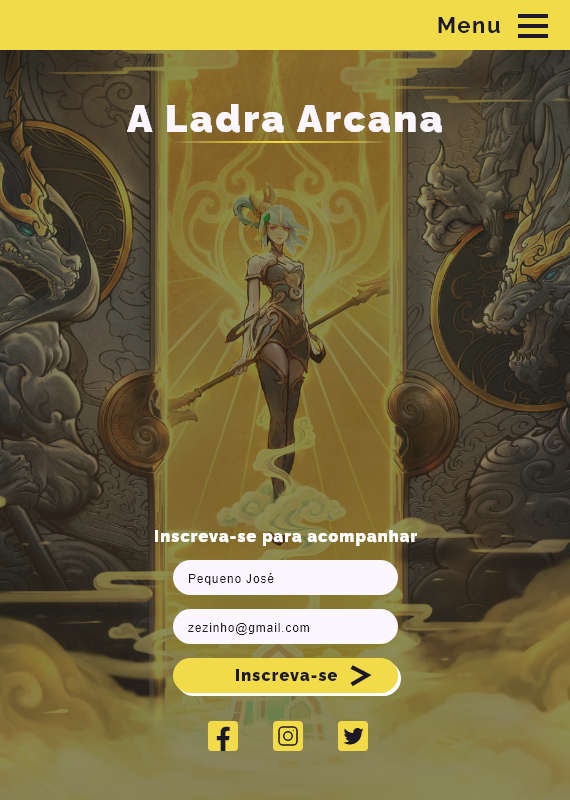 Menu
A Ladra Arcana
Inscreva-se para acompanhar
Pequeno José
zezinho@gmail.com
Inscreva-se